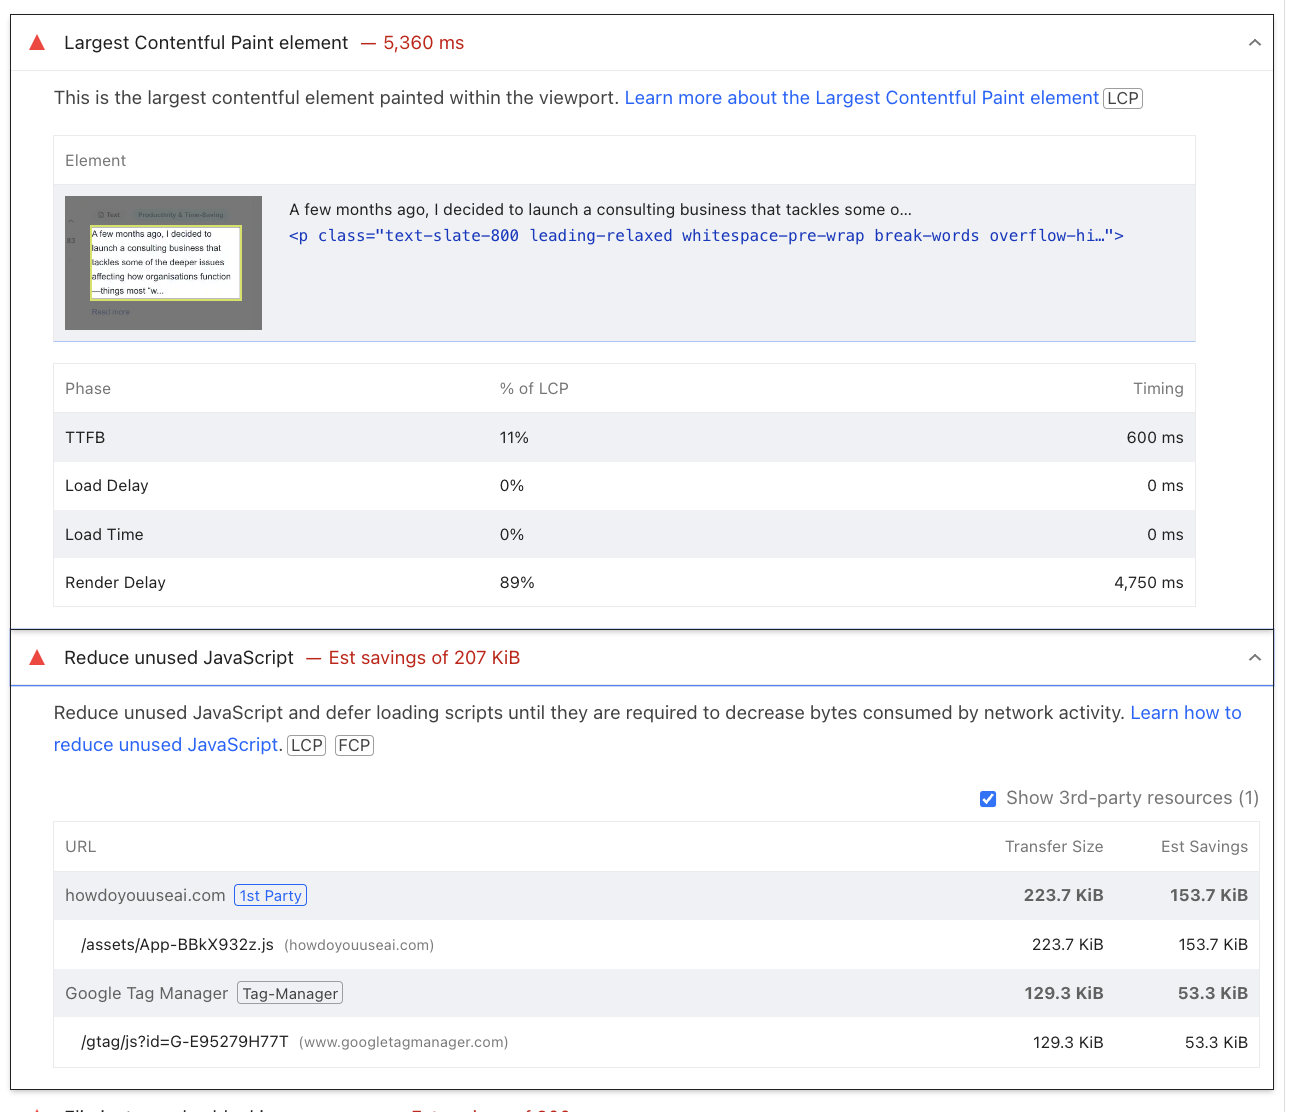 Largest Contentful Paint element — 5,360 ms
This is the largest contentful element painted within the viewport. Learn more about the Largest Contentful Paint element LCP
Element
Text Productivity & Time-Saving
83
A few months ago, I decided to
launch a consulting business that
tackles some of the deeper issues
affecting how organisations function
—things most "w...
Read more
A few months ago, I decided to launch a consulting business that tackles some o...
<p class="text-slate-800 leading-relaxed whitespace-pre-wrap break-words overflow-hi…">
Phase % of LCP Timing
TTFB 11% 600 ms
Load Delay 0% 0 ms
Load Time 0% 0 ms
Render Delay 89% 4,750 ms
Reduce unused JavaScript — Est savings of 207 KiB
Reduce unused JavaScript and defer loading scripts until they are required to decrease bytes consumed by network activity. Learn how to
reduce unused JavaScript. LCP FCP
Show 3rd-party resources (1)
URL Transfer Size Est Savings
howdoyouuseai.com 1st Party 223.7 KiB 153.7 KiB
/assets/App-BBkX932z.js (howdoyouuseai.com) 223.7 KiB 153.7 KiB
Google Tag Manager Tag-Manager 129.3 KiB 53.3 KiB
/gtag/js?id=G-E95279H77T (www.googletagmanager.com) 129.3 KiB 53.3 KiB